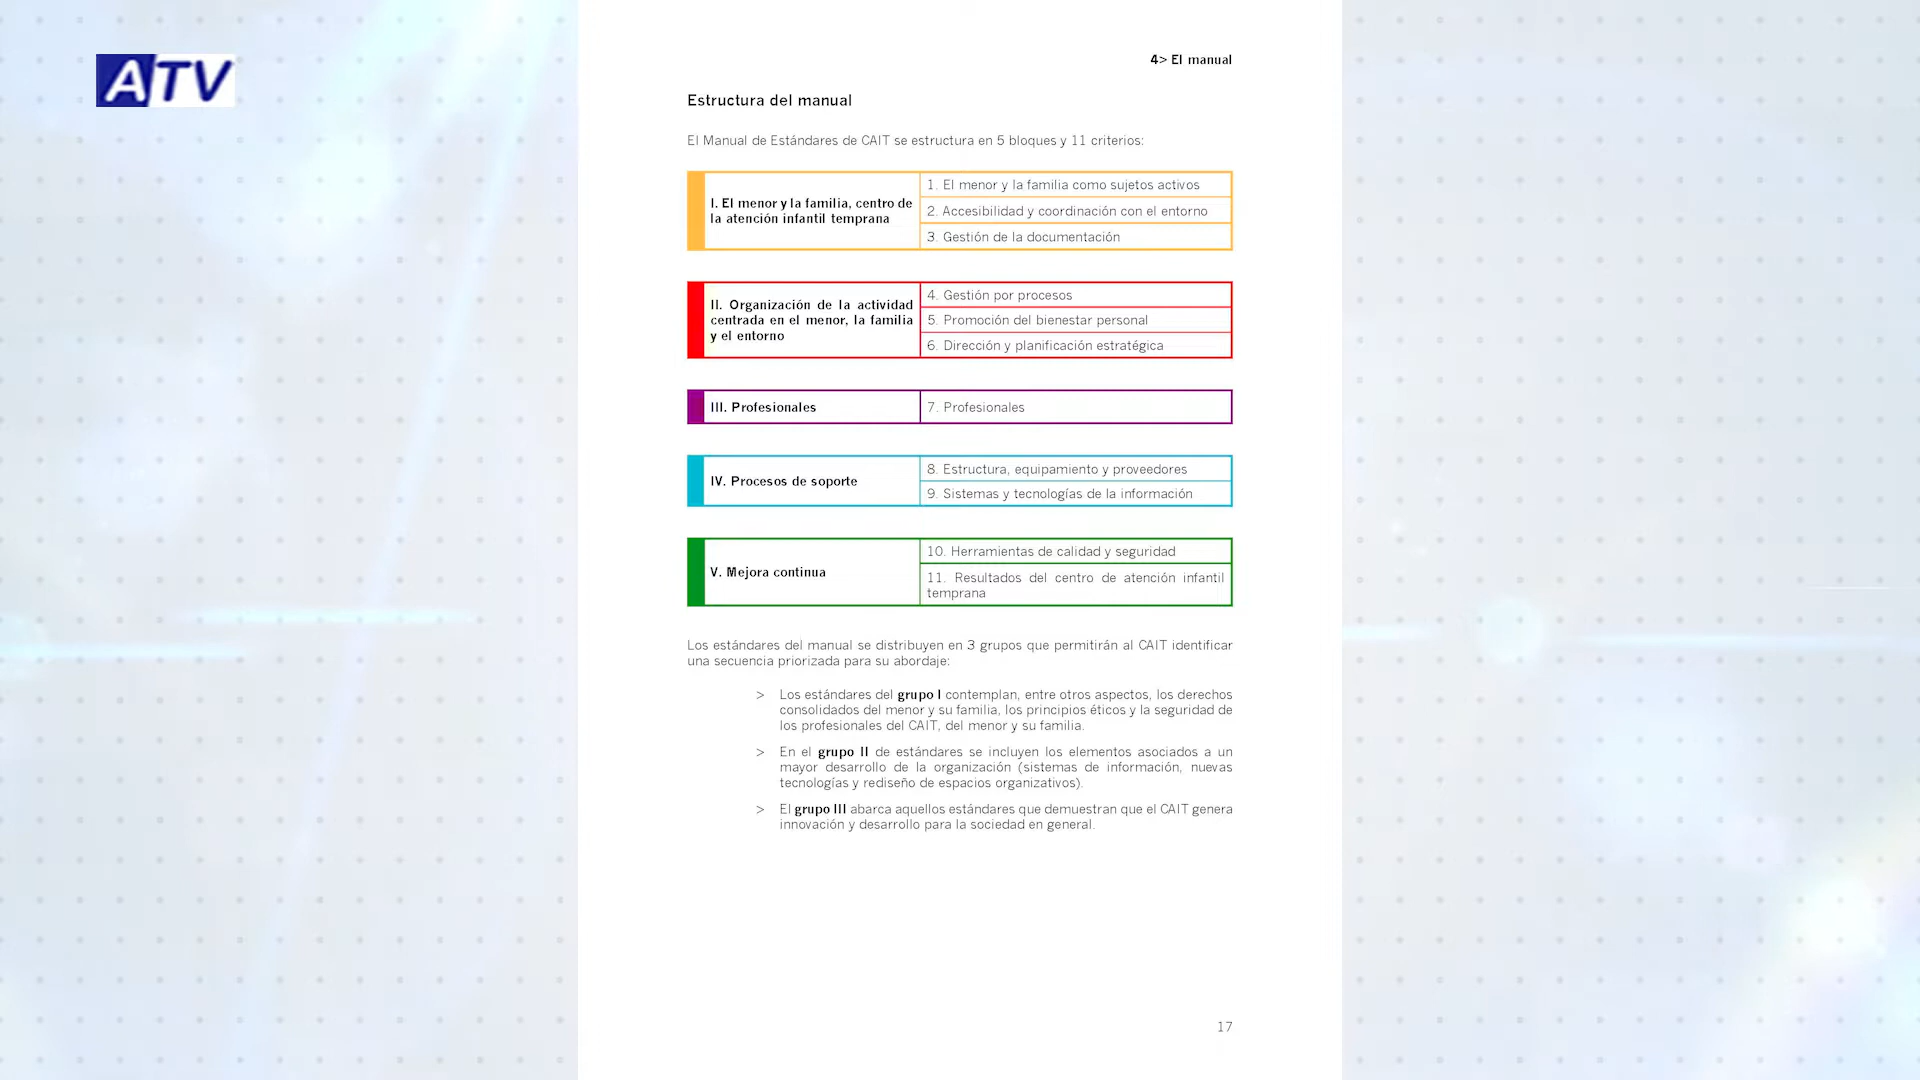 ATV
4> El manual
Estructura del manual
El Manual de Estándares de CAIT se estructura en 5 bloques y 11 criterios:
I. El menor y la familia, centro de
la atención infantil temprana
1. El menor y la familia como sujetos activos
2. Accesibilidad y coordinación con el entorno
3. Gestión de la documentación
II. Organización de la actividad
centrada en el menor, la familia
y el entorno
4. Gestión por procesos
5. Promoción del bienestar personal
6. Dirección y planificación estratégica
III. Profesionales
7. Profesionales
IV. Procesos de soporte
8. Estructura, equipamiento y proveedores
9. Sistemas y tecnologías de la información
V. Mejora continua
10. Herramientas de calidad y seguridad
11. Resultados del centro de atención infantil
temprana
Los estándares del manual se distribuyen en 3 grupos que permitirán al CAIT identificar
una secuencia priorizada para su abordaje:
> Los estándares del grupo I contemplan, entre otros aspectos, los derechos
consolidados del menor y su familia, los principios éticos y la seguridad de
los profesionales del CAIT, del menor y su familia.
> En el grupo II de estándares se incluyen los elementos asociados a un
mayor desarrollo de la organización (sistemas de información, nuevas
tecnologías y rediseño de espacios organizativos).
> El grupo III abarca aquellos estándares que demuestran que el CAIT genera
innovación y desarrollo para la sociedad en general.
17